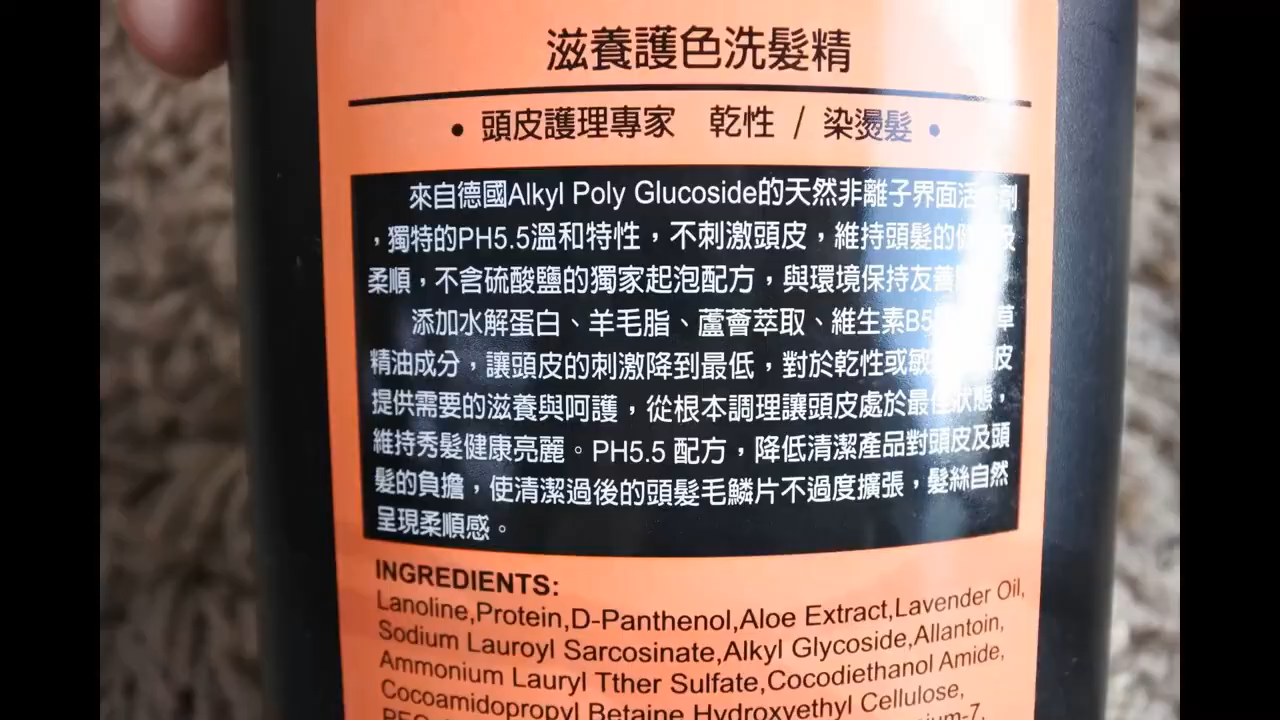 滋養護色洗髮精
• 頭皮護理專家 乾性 / 染燙髮 •
來自德國Alkyl Poly Glucoside的天然非離子界面活 劑
,獨特的PH5.5溫和特性,不刺激頭皮,維持頭髮的健 及
柔順,不含硫酸鹽的獨家起泡配方,與環境保持友善
添加水解蛋白、羊毛脂、蘆薈萃取、維生素B5 草
精油成分,讓頭皮的刺激降到最低,對於乾性或敏 皮
提供需要的滋養與呵護,從根本調理讓頭皮處於最佳狀態,
維持秀髮健康亮麗。PH5.5 配方,降低清潔產品對頭皮及頭
髮的負擔,使清潔過後的頭髮毛鱗片不過度擴張,髮絲自然
呈現柔順感。
INGREDIENTS:
Lanoline,Protein,D-Panthenol,Aloe Extract,Lavender Oil,
Sodium Lauroyl Sarcosinate,Alkyl Glycoside,Allantoin,
Ammonium Lauryl Tther Sulfate,Cocodiethanol Amide,
Cocoamidopropyl Betaine,Hydroxyethyl Cellulose,